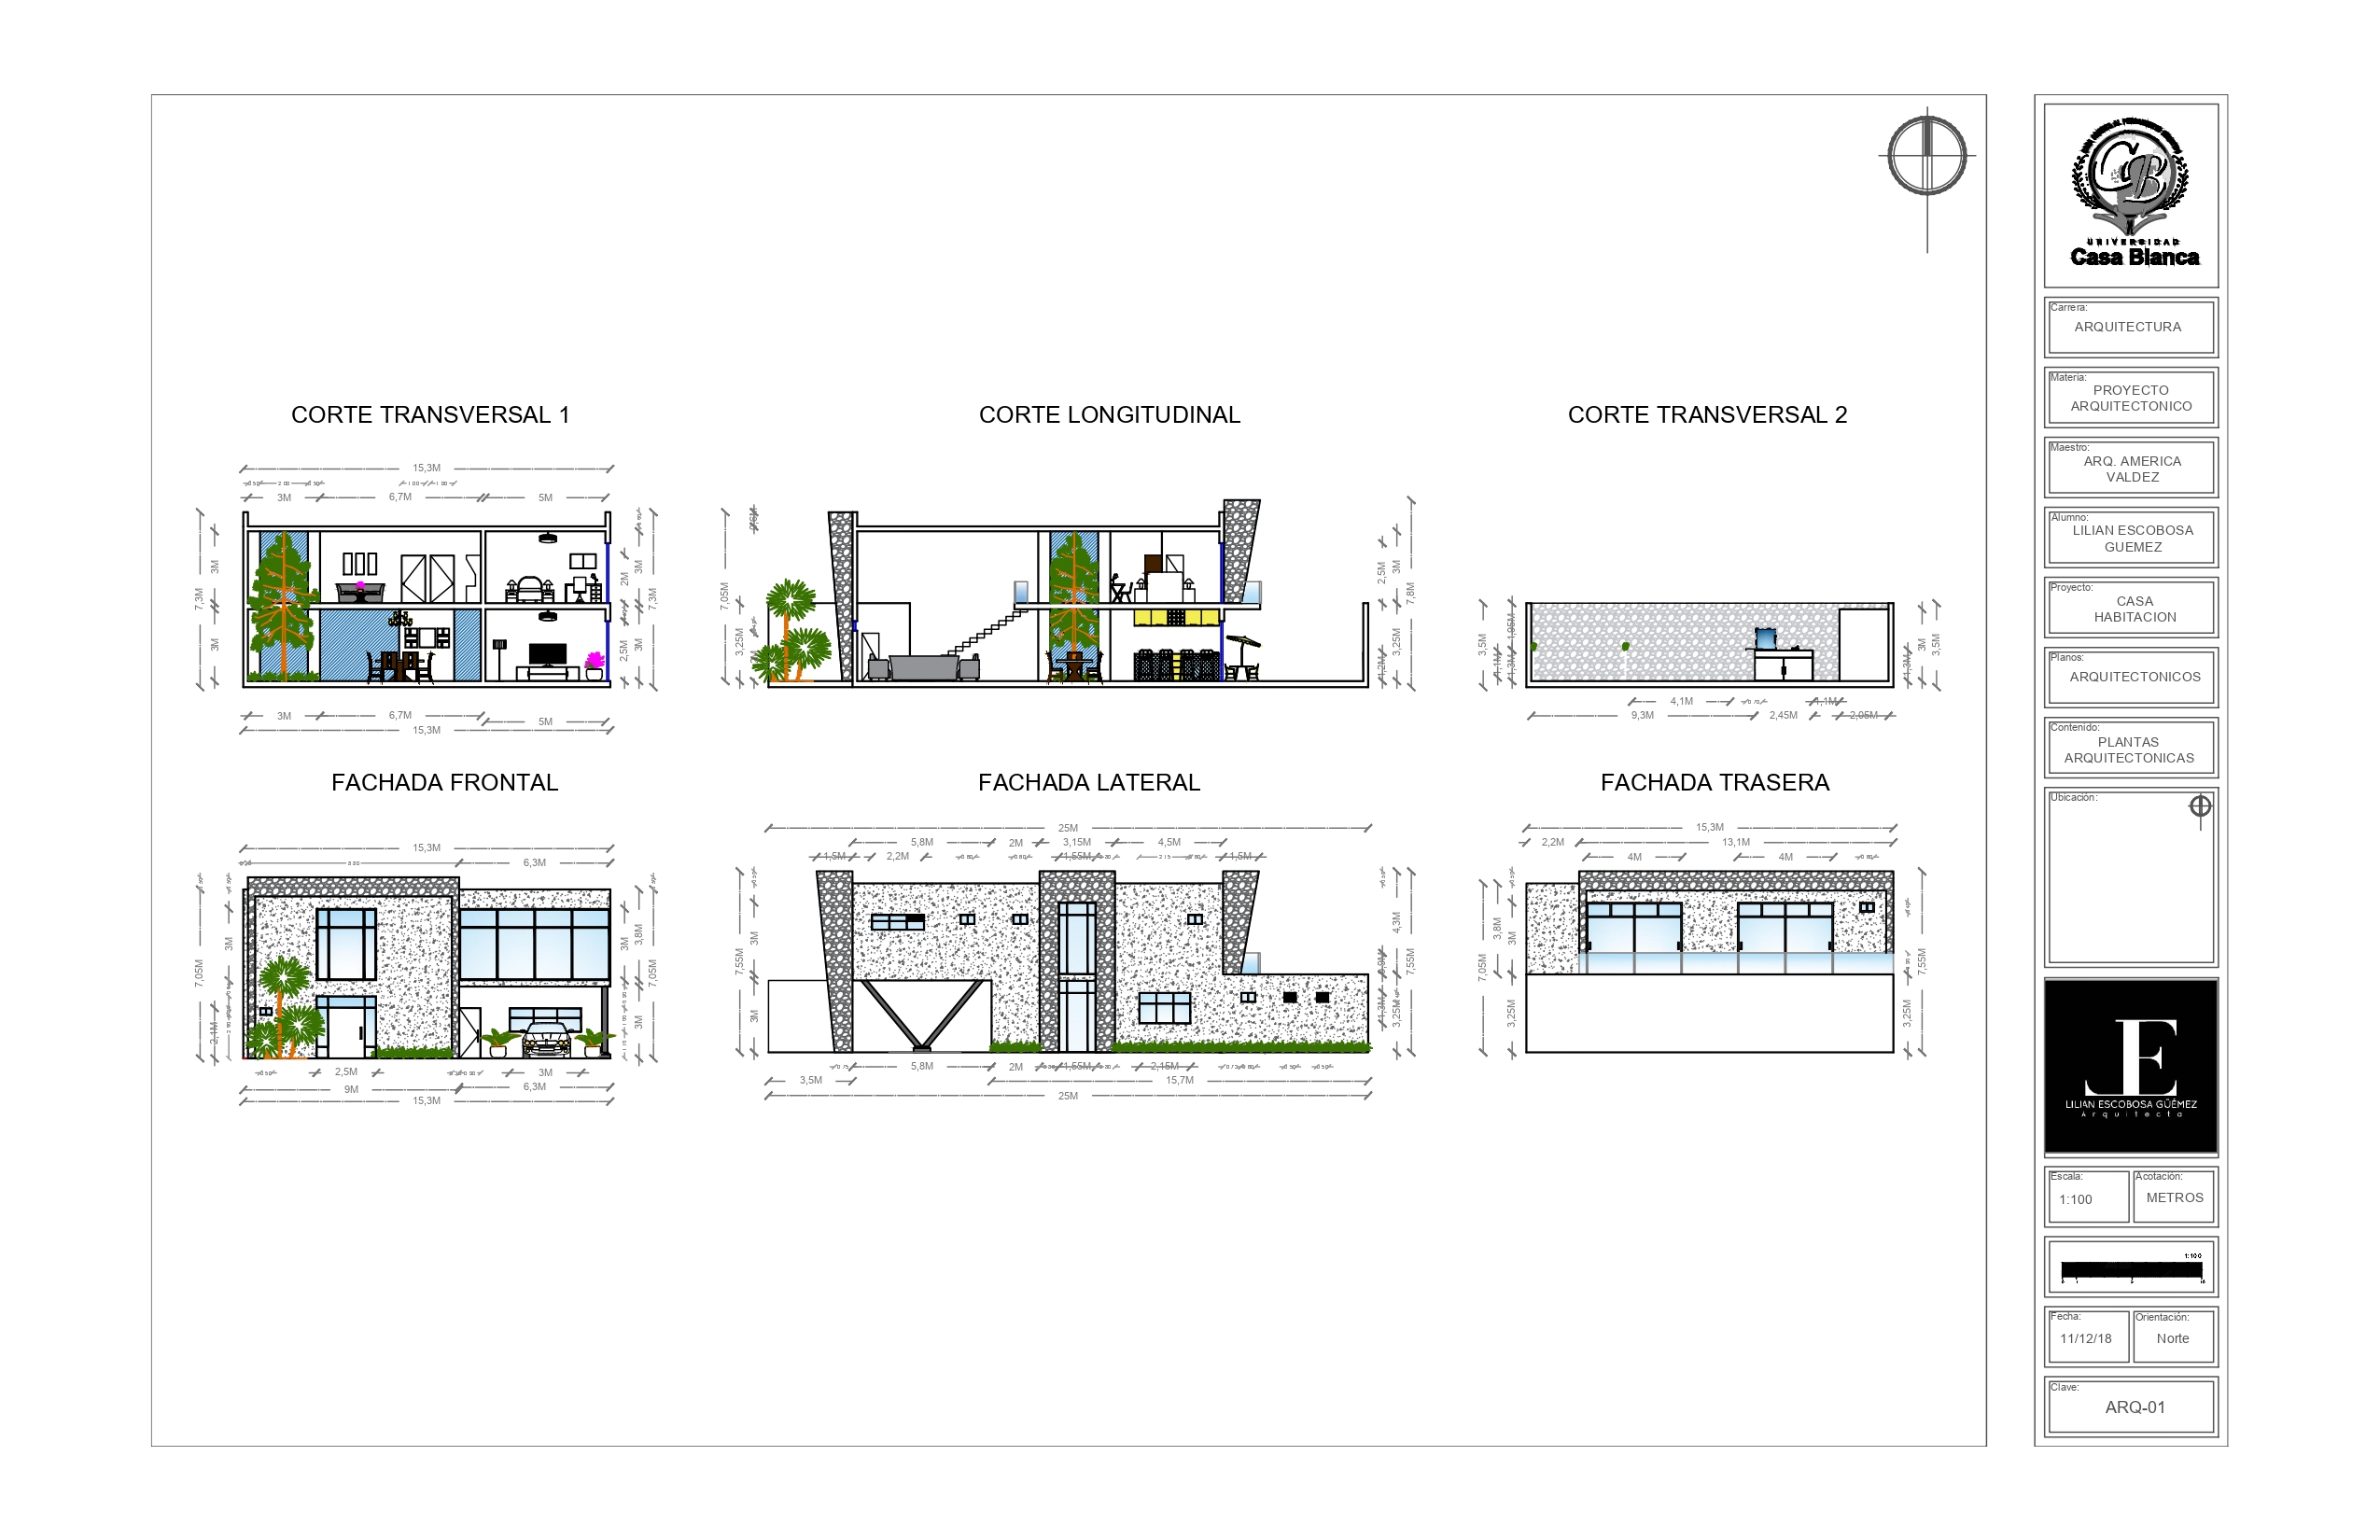 CORTE TRANSVERSAL 1
15,3M
3M
6,7M
5M
7,3M
3M
3M
2M
2,5M
3M
3M
7,3M
3M
6,7M
5M
15,3M
CORTE LONGITUDINAL
7,05M
3,25M
2,5M
3M
3,25M
7,8M
CORTE TRANSVERSAL 2
3,5M
3M
3,5M
4,1M
1,1M
9,3M
2,45M
2,05M
FACHADA FRONTAL
15,3M
6,3M
7,05M
3M
2,1M
3M
3,8M
3M
7,05M
2,5M
3M
9M
6,3M
15,3M
FACHADA LATERAL
25M
5,8M
2M
3,15M
4,5M
1,5M
2,2M
1,55M
1,5M
7,55M
3M
3M
4,3M
3,25M
7,55M
5,8M
2M
1,55M
2,15M
3,5M
15,7M
25M
FACHADA TRASERA
15,3M
2,2M
13,1M
4M
4M
7,05M
3,8M
3M
3,25M
3,25M
7,55M
UNIVERSIDAD
Casa Blanca
Carrera:
ARQUITECTURA
Materia:
PROYECTO
ARQUITECTONICO
Maestro:
ARQ. AMERICA
VALDEZ
Alumno:
LILIAN ESCOBOSA
GUEMEZ
Proyecto:
CASA
HABITACION
Planos:
ARQUITECTONICOS
Contenido:
PLANTAS
ARQUITECTONICAS
Ubicación:
LILIAN ESCOBOSA GÜÉMEZ
Arquitecta
Escala:
1:100
Acotación:
METROS
1:100
Fecha:
11/12/18
Orientación:
Norte
Clave:
ARQ-01